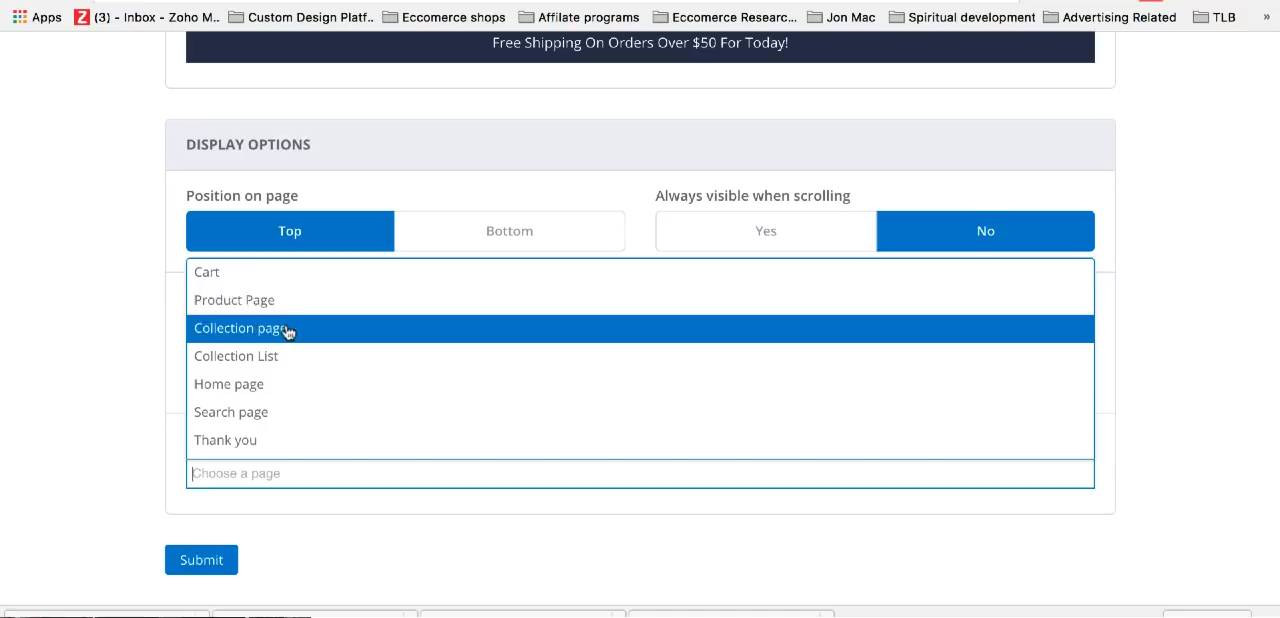 Apps (3) - Inbox - Zoho M.. Custom Design Platf.. Eccomerce shops Affilate programs Eccomerce Researc... Jon Mac Spiritual development Advertising Related TLB »
Free Shipping On Orders Over $50 For Today!
DISPLAY OPTIONS
Position on page Always visible when scrolling
Top Bottom Yes No
Cart
Product Page
Collection page
Collection List
Home page
Search page
Thank you
Choose a page
Submit